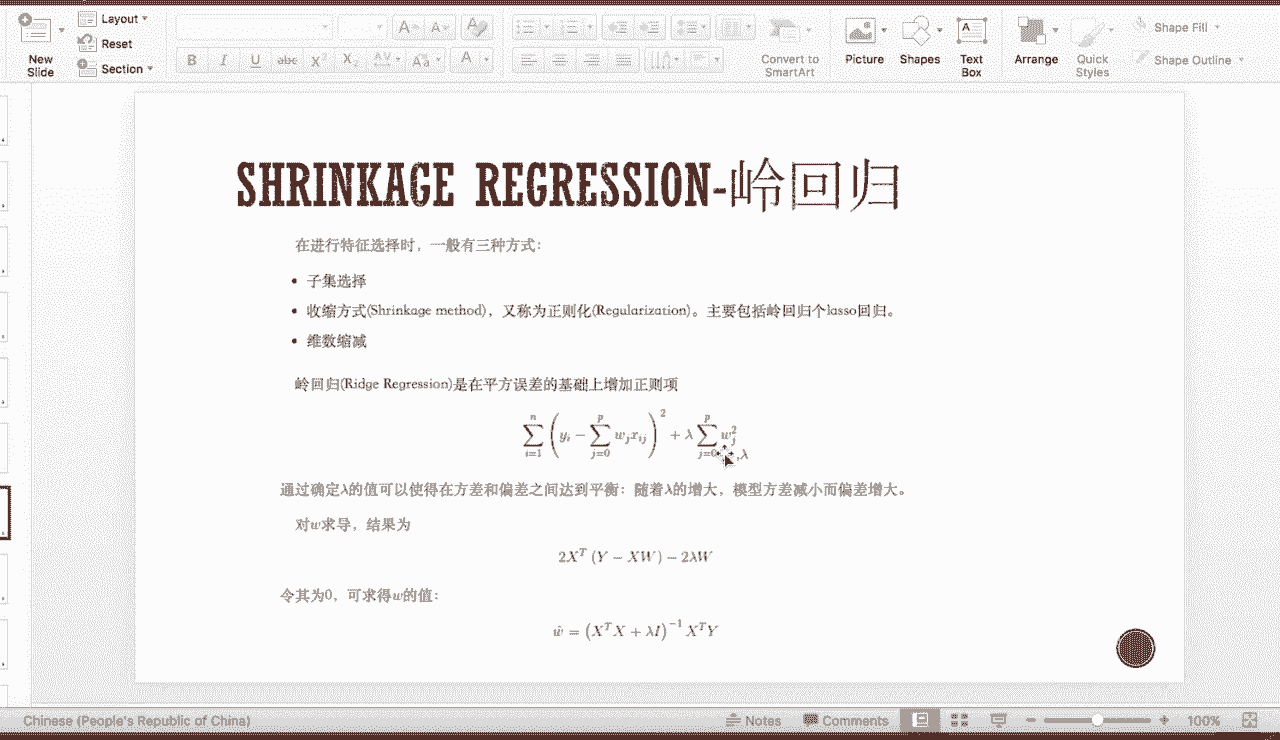 Layout
Reset
Section
New
Slide
B I U abc X² X₂ AV Aa A
Convert to
SmartArt
Picture
Shapes
Text
Box
Arrange
Quick
Styles
Shape Fill
Shape Outline
SHRINKAGE REGRESSION-岭回归
在进行特征选择时，一般有三种方式：
• 子集选择
• 收缩方式(Shrinkage method)，又称为正则化(Regularization)。主要包括岭回归个lasso回归。
• 维数缩减
岭回归(Ridge Regression)是在平方误差的基础上增加正则项
\sum_{i=1}^{n} \left( y_i - \sum_{j=0}^{p} w_j x_{ij} \right)^2 + \lambda \sum_{j=0}^{p} w_j^2 ,λ
通过确定λ的值可以使得在方差和偏差之间达到平衡：随着λ的增大，模型方差减小而偏差增大。
对w求导，结果为
2X^T (Y − XW) − 2λW
令其为0，可求得w的值：
ŵ = (X^T X + λI)^{−1} X^T Y
Chinese (People's Republic of China)
Notes
Comments
100%